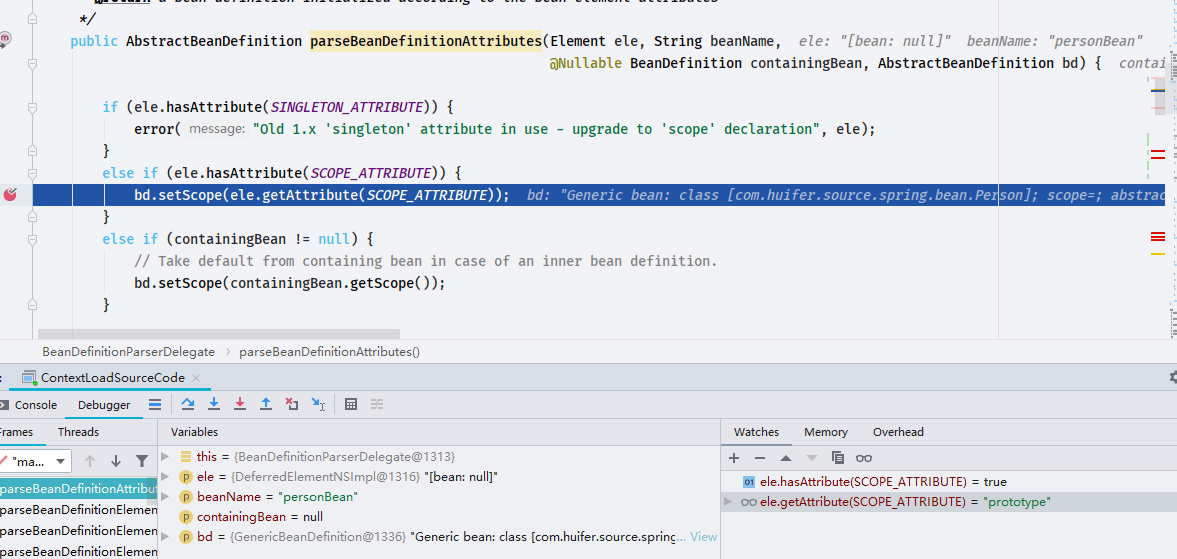 */
public AbstractBeanDefinition parseBeanDefinitionAttributes(Element ele, String beanName, ele: "[bean: null]" beanName: "personBean"
@Nullable BeanDefinition containingBean, AbstractBeanDefinition bd) { contai
if (ele.hasAttribute(SINGLETON_ATTRIBUTE)) {
error( message: "Old 1.x 'singleton' attribute in use – upgrade to 'scope' declaration", ele);
}
else if (ele.hasAttribute(SCOPE_ATTRIBUTE)) {
bd.setScope(ele.getAttribute(SCOPE_ATTRIBUTE)); bd: "Generic bean: class [com.huifer.source.spring.bean.Person]; scope=; abstrac
}
else if (containingBean != null) {
// Take default from containing bean in case of an inner bean definition.
bd.setScope(containingBean.getScope());
}
BeanDefinitionParserDelegate › parseBeanDefinitionAttributes()
: ContextLoadSourceCode ×
Console Debugger
Frames Threads Variables Watches Memory Overhead
"ma...
this = {BeanDefinitionParserDelegate@1313}
ele = {DeferredElementNSImpl@1316} "[bean: null]"
beanName = "personBean"
containingBean = null
bd = {GenericBeanDefinition@1336} "Generic bean: class [com.huifer.source.spring... View
parseBeanDefinitionAttribut
parseBeanDefinitionElemen
parseBeanDefinitionElemen
parseBeanDefinitionElemen
ele.hasAttribute(SCOPE_ATTRIBUTE) = true
ele.getAttribute(SCOPE_ATTRIBUTE) = "prototype"